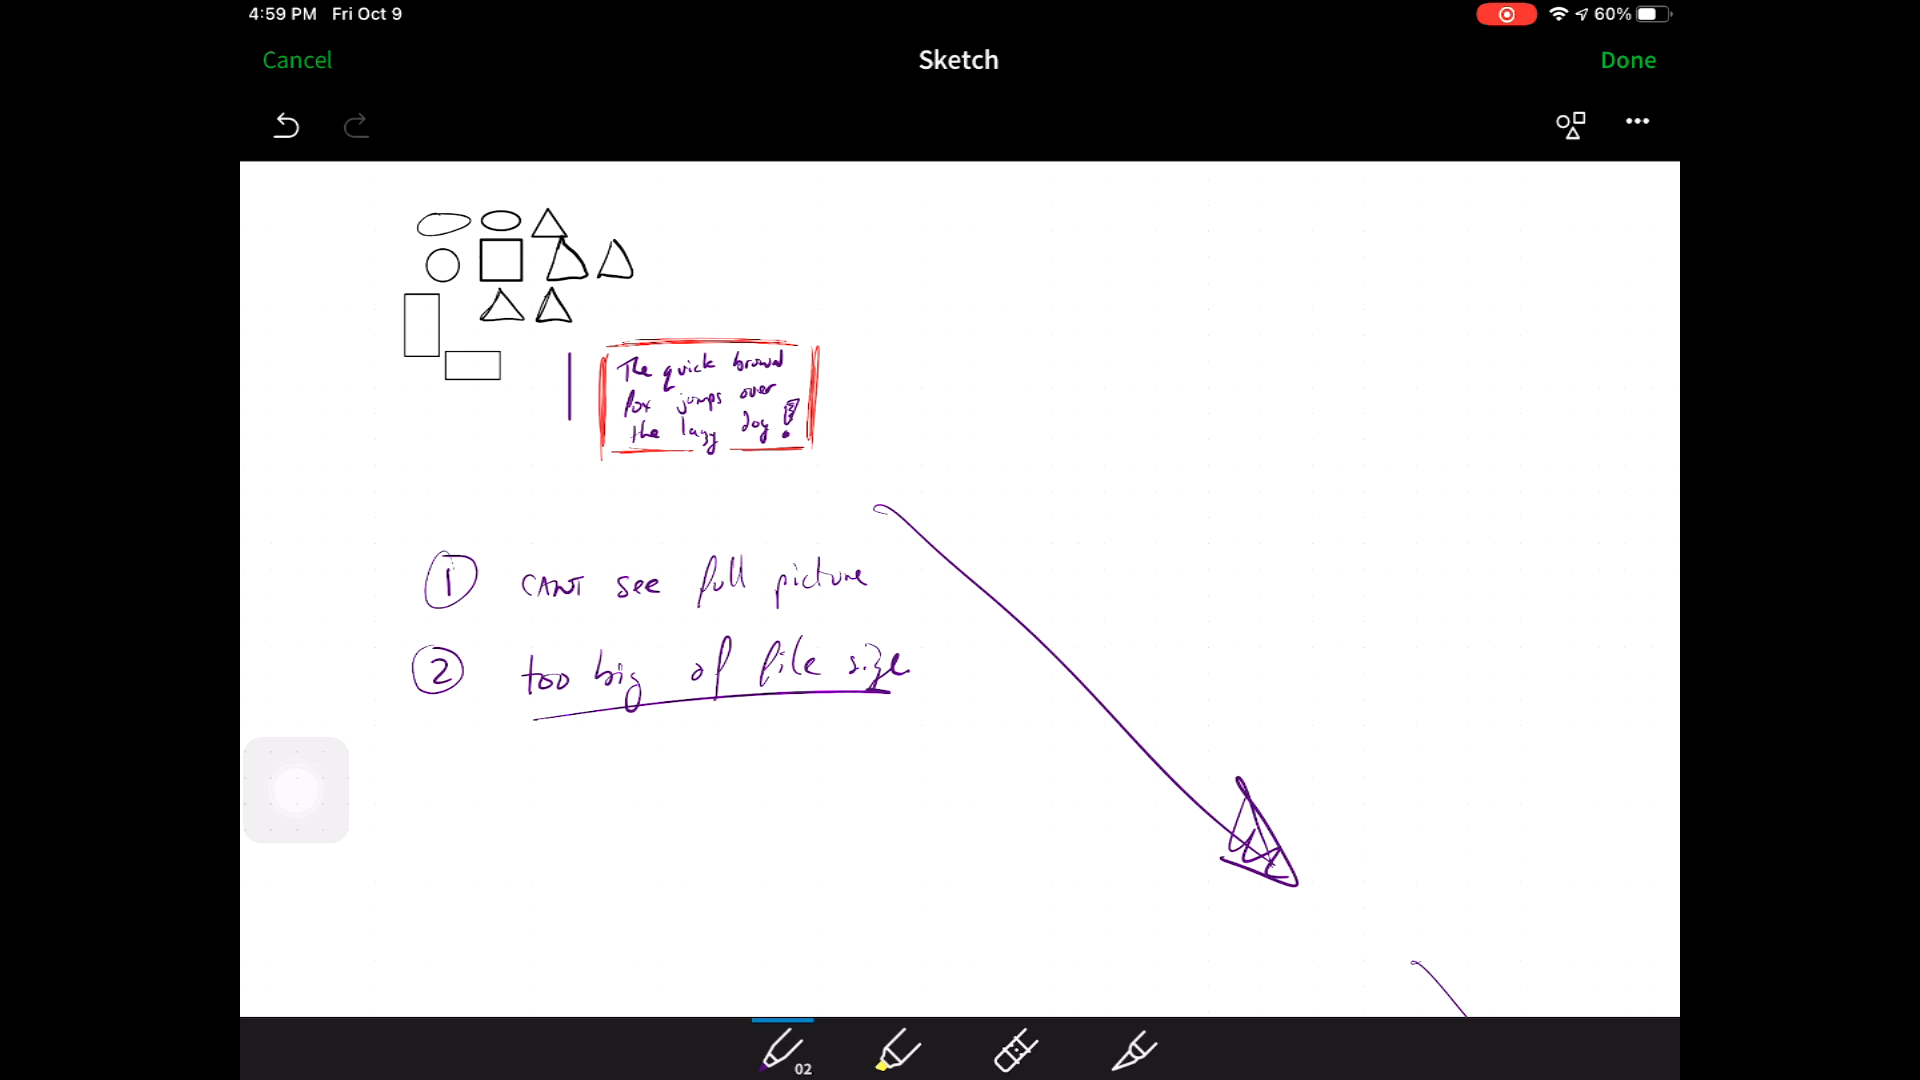 4:59 PM Fri Oct 9
60%
Cancel
Sketch
Done
The quick brown
fox jumps over
the lazy dog!
1 CANT see full picture
2 too big of file size
02